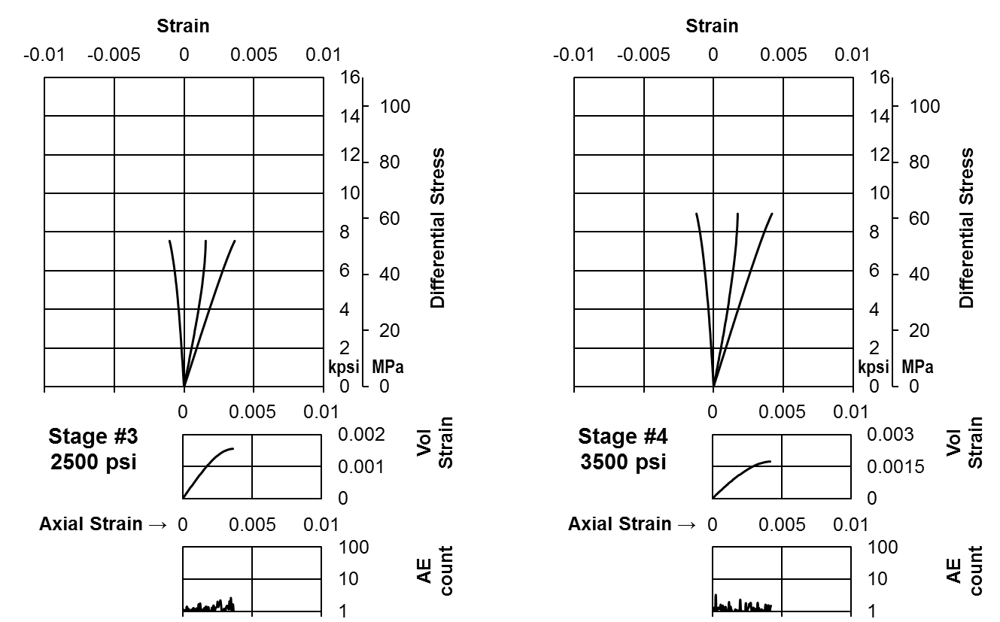 Strain
-0.01 -0.005 0 0.005 0.01
16
100
14
12
80
10
60
8
6
40
4
20
2
kpsi MPa
0 0
Differential Stress
0 0.005 0.01
Stage #3
2500 psi
0.002
0.001
0
Vol
Strain
Axial Strain → 0 0.005 0.01
100
10
1
AE
count
Strain
-0.01 -0.005 0 0.005 0.01
16
100
14
12
80
10
60
8
6
40
4
20
2
kpsi MPa
0 0
Differential Stress
0 0.005 0.01
Stage #4
3500 psi
0.003
0.0015
0
Vol
Strain
Axial Strain → 0 0.005 0.01
100
10
1
AE
count